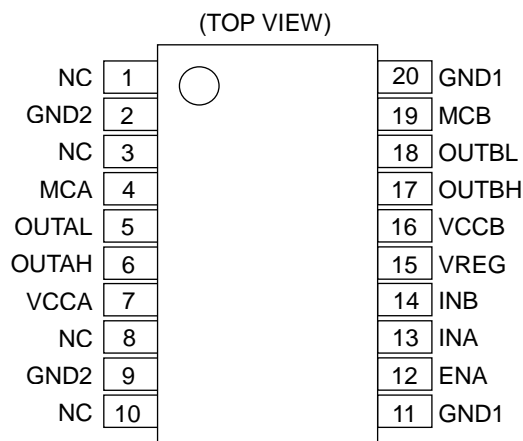 (TOP VIEW)
NC 1 20 GND1
GND2 2 19 MCB
NC 3 18 OUTBL
MCA 4 17 OUTBH
OUTAL 5 16 VCCB
OUTAH 6 15 VREG
VCCA 7 14 INB
NC 8 13 INA
GND2 9 12 ENA
NC 10 11 GND1